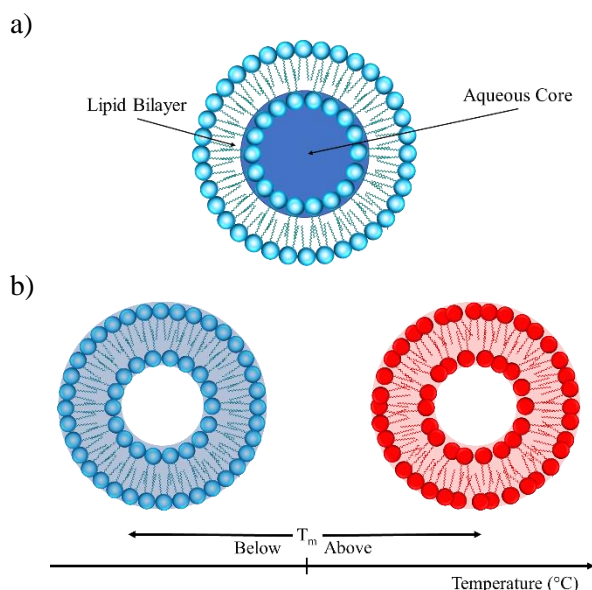 a)
Lipid Bilayer
Aqueous Core
b)
Tm
Below Above
Temperature (°C)